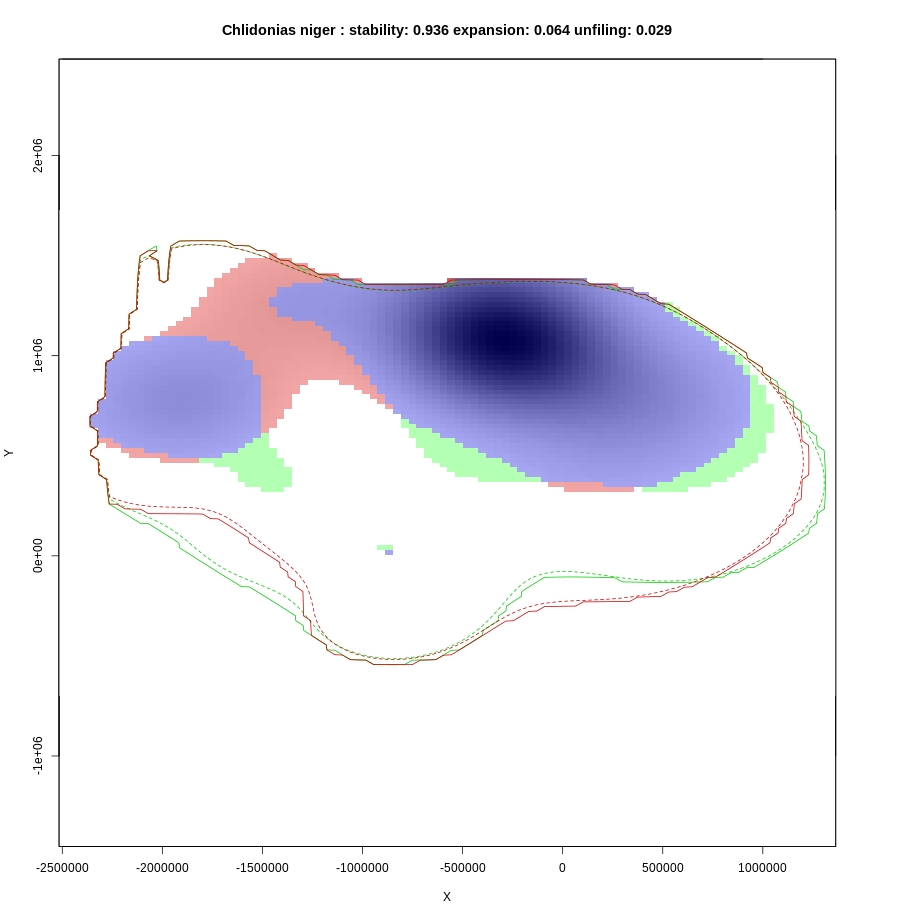 Chlidonias niger : stability: 0.936 expansion: 0.064 unfiling: 0.029
2e+06
1e+06
0e+00
-1e+06
Y
-2500000 -2000000 -1500000 -1000000 -500000 0 500000 1000000
X